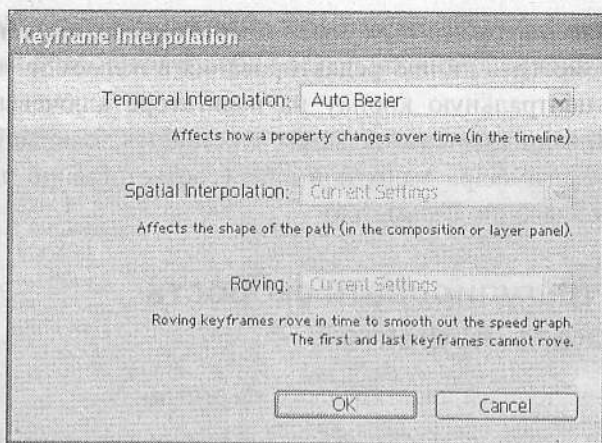 Keyframe Interpolation
Temporal Interpolation: Auto Bezier
Affects how a property changes over time (in the timeline).
Spatial Interpolation: Current Settings
Affects the shape of the path (in the composition or layer panel).
Roving: Current Settings
Roving keyframes rove in time to smooth out the speed graph.
The first and last keyframes cannot rove.
OK Cancel